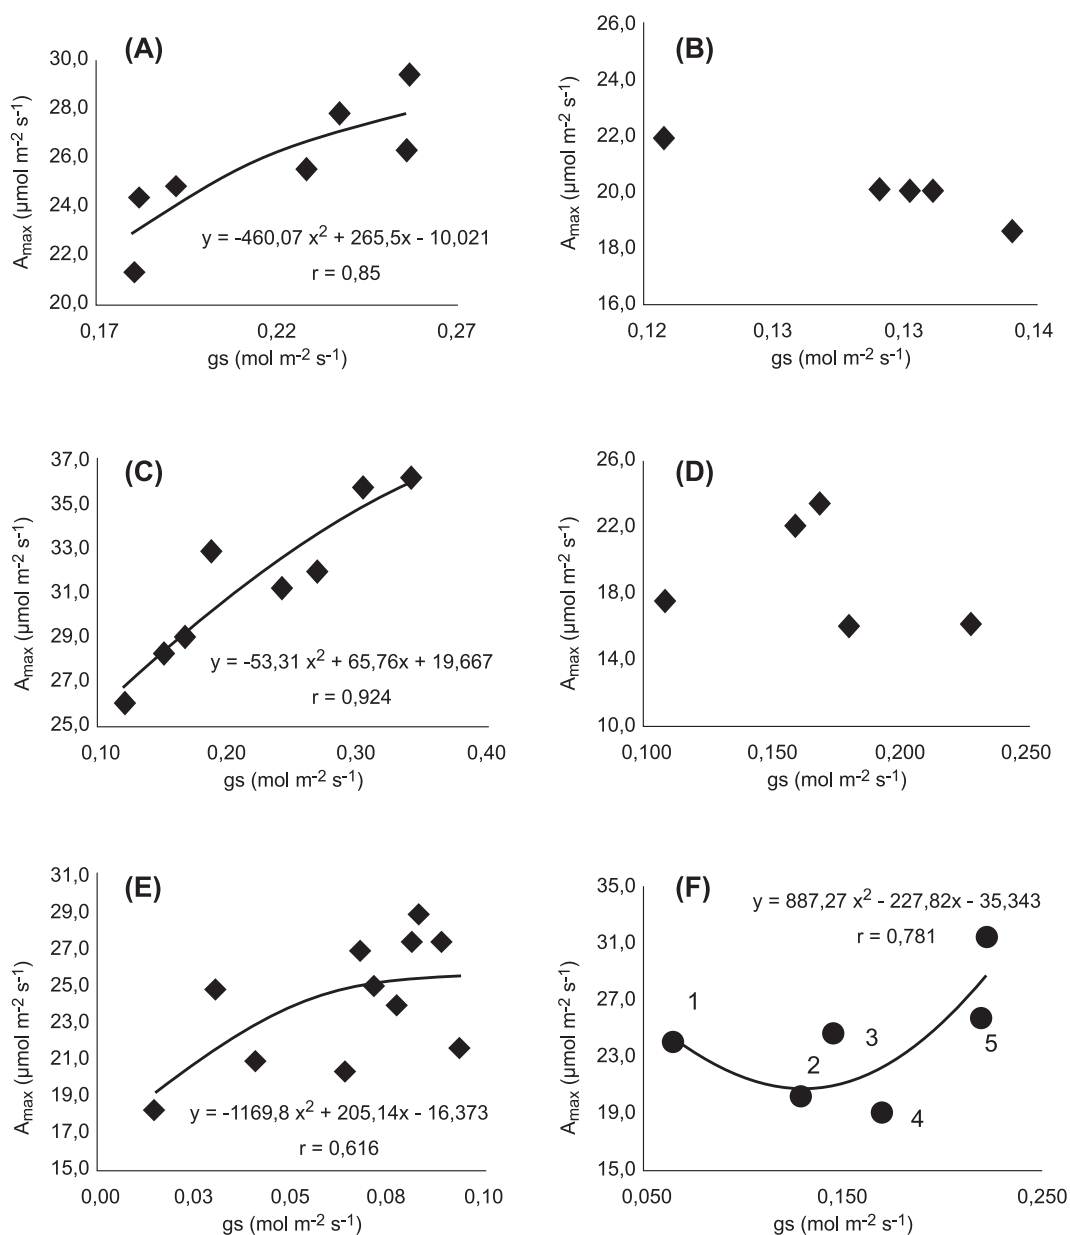 (A)
30,0
28,0
26,0
24,0
22,0
20,0
A_max (µmol m⁻² s⁻¹)
y = -460,07 x² + 265,5x - 10,021
r = 0,85
0,17 0,22 0,27
gs (mol m⁻² s⁻¹)
(B)
26,0
24,0
22,0
20,0
18,0
16,0
A_max (µmol m⁻² s⁻¹)
0,12 0,13 0,13 0,14
gs (mol m⁻² s⁻¹)
(C)
37,0
35,0
33,0
31,0
29,0
27,0
25,0
A_max (µmol m⁻² s⁻¹)
y = -53,31 x² + 65,76x + 19,667
r = 0,924
0,10 0,20 0,30 0,40
gs (mol m⁻² s⁻¹)
(D)
26,0
22,0
18,0
14,0
10,0
A_max (µmol m⁻² s⁻¹)
0,100 0,150 0,200 0,250
gs (mol m⁻² s⁻¹)
(E)
31,0
29,0
27,0
25,0
23,0
21,0
19,0
17,0
15,0
A_max (µmol m⁻² s⁻¹)
y = -1169,8 x² + 205,14x - 16,373
r = 0,616
0,00 0,03 0,05 0,08 0,10
gs (mol m⁻² s⁻¹)
(F)
35,0
31,0
27,0
23,0
19,0
15,0
A_max (µmol m⁻² s⁻¹)
y = 887,27 x² - 227,82x - 35,343
r = 0,781
1
2
3
4
5
0,050 0,150 0,250
gs (mol m⁻² s⁻¹)